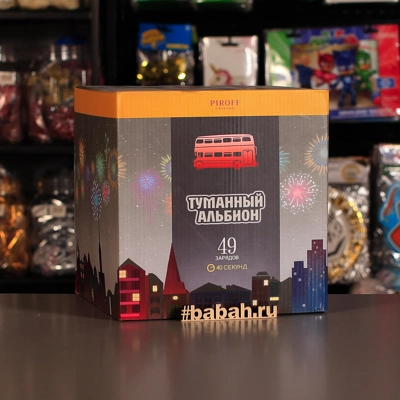 PIROFF
ТУМАННЫЙ
АЛЬБИОН
49
ЗАРЯДОВ
40 СЕКУНД
#babah.ru